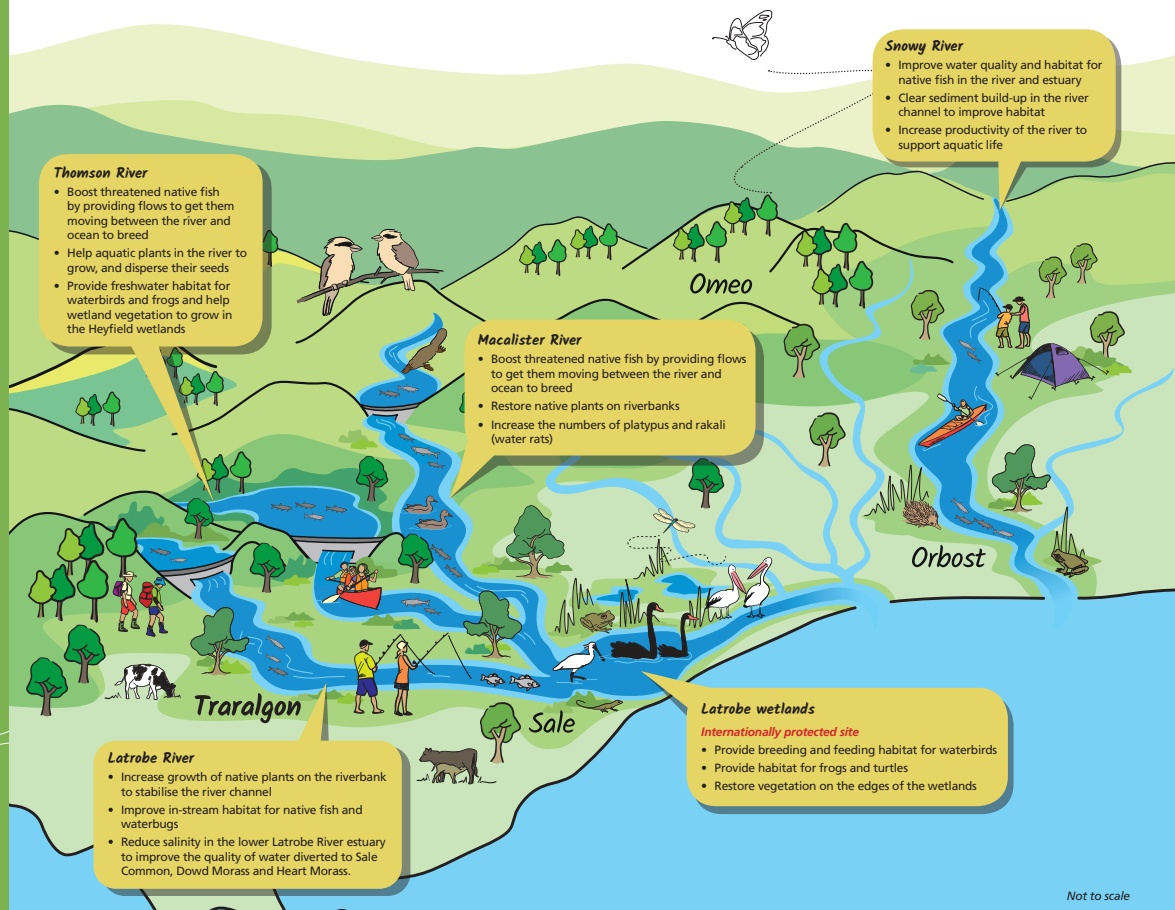 Snowy River
• Improve water quality and habitat for
native fish in the river and estuary
• Clear sediment build-up in the river
channel to improve habitat
• Increase productivity of the river to
support aquatic life
Thomson River
• Boost threatened native fish
by providing flows to get them
moving between the river and
ocean to breed
• Help aquatic plants in the river to
grow, and disperse their seeds
• Provide freshwater habitat for
waterbirds and frogs and help
wetland vegetation to grow in
the Heyfield wetlands
Omeo
Macalister River
• Boost threatened native fish by providing flows
to get them moving between the river and
ocean to breed
• Restore native plants on riverbanks
• Increase the numbers of platypus and rakali
(water rats)
Orbost
Traralgon
Sale
Latrobe wetlands
Internationally protected site
• Provide breeding and feeding habitat for waterbirds
• Provide habitat for frogs and turtles
• Restore vegetation on the edges of the wetlands
Latrobe River
• Increase growth of native plants on the riverbank
to stabilise the river channel
• Improve in-stream habitat for native fish and
waterbugs
• Reduce salinity in the lower Latrobe River estuary
to improve the quality of water diverted to Sale
Common, Dowd Morass and Heart Morass.
Not to scale